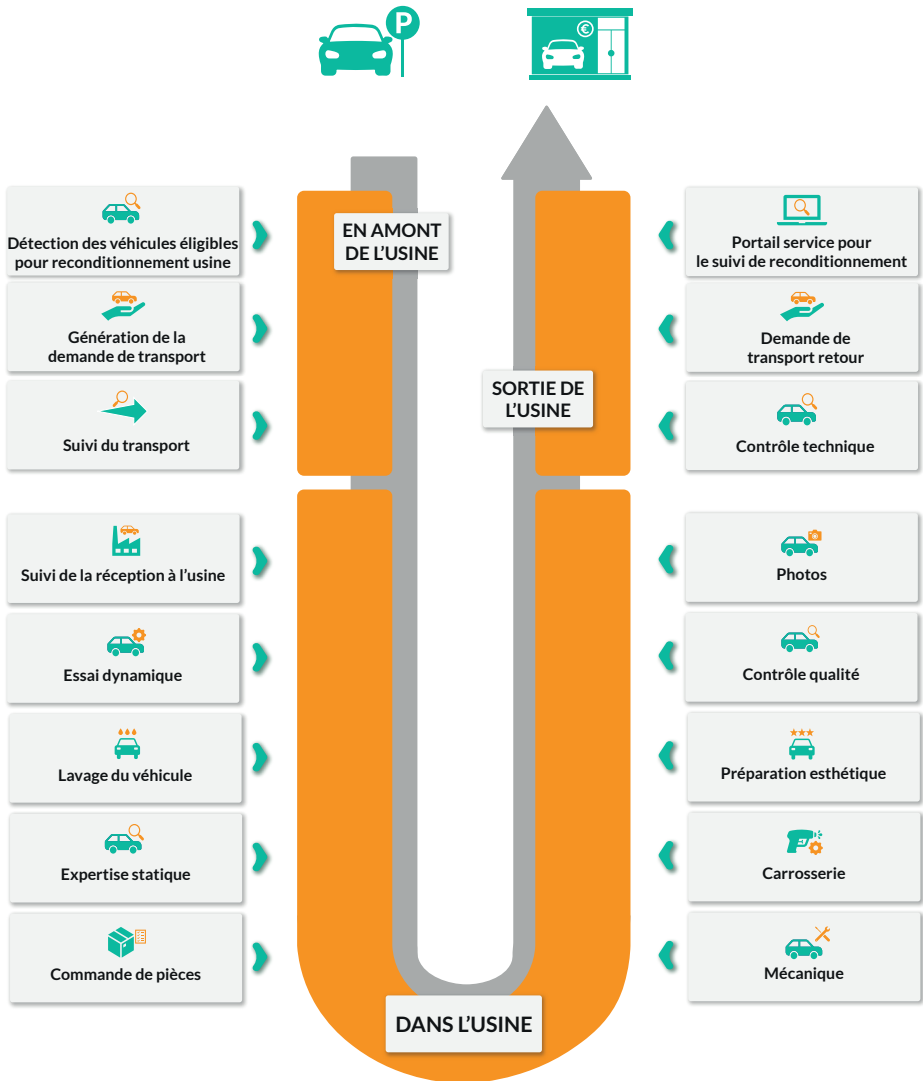 P
€
EN AMONT
DE L'USINE
Détection des véhicules éligibles
pour reconditionnement usine
Génération de la
demande de transport
Suivi du transport
Suivi de la réception à l'usine
Essai dynamique
Lavage du véhicule
Expertise statique
Commande de pièces
DANS L'USINE
Mécanique
Carrosserie
Préparation esthétique
Contrôle qualité
Photos
SORTIE DE
L'USINE
Contrôle technique
Demande de
transport retour
Portail service pour
le suivi de reconditionnement